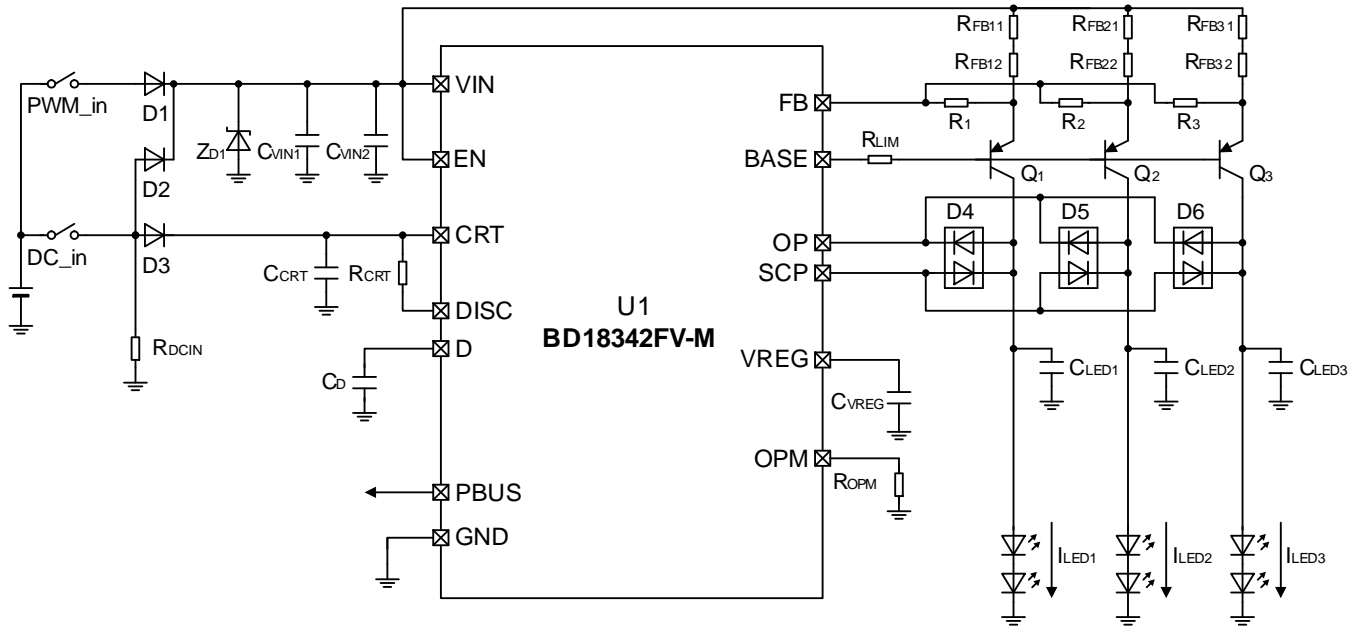 RFB11
RFB21
RFB31
RFB12
RFB22
RFB32
PWM_in
D1
VIN
FB
R1
R2
R3
ZD1
CVIN1
CVIN2
RLIM
D2
EN
BASE
Q1
Q2
Q3
D4
D5
D6
DC_in
D3
CRT
OP
CCRT
RCRT
SCP
U1
BD18342FV-M
DISC
RDCIN
D
VREG
CLED1
CLED2
CLED3
CD
CVREG
OPM
ROPM
PBUS
GND
ILED1
ILED2
ILED3